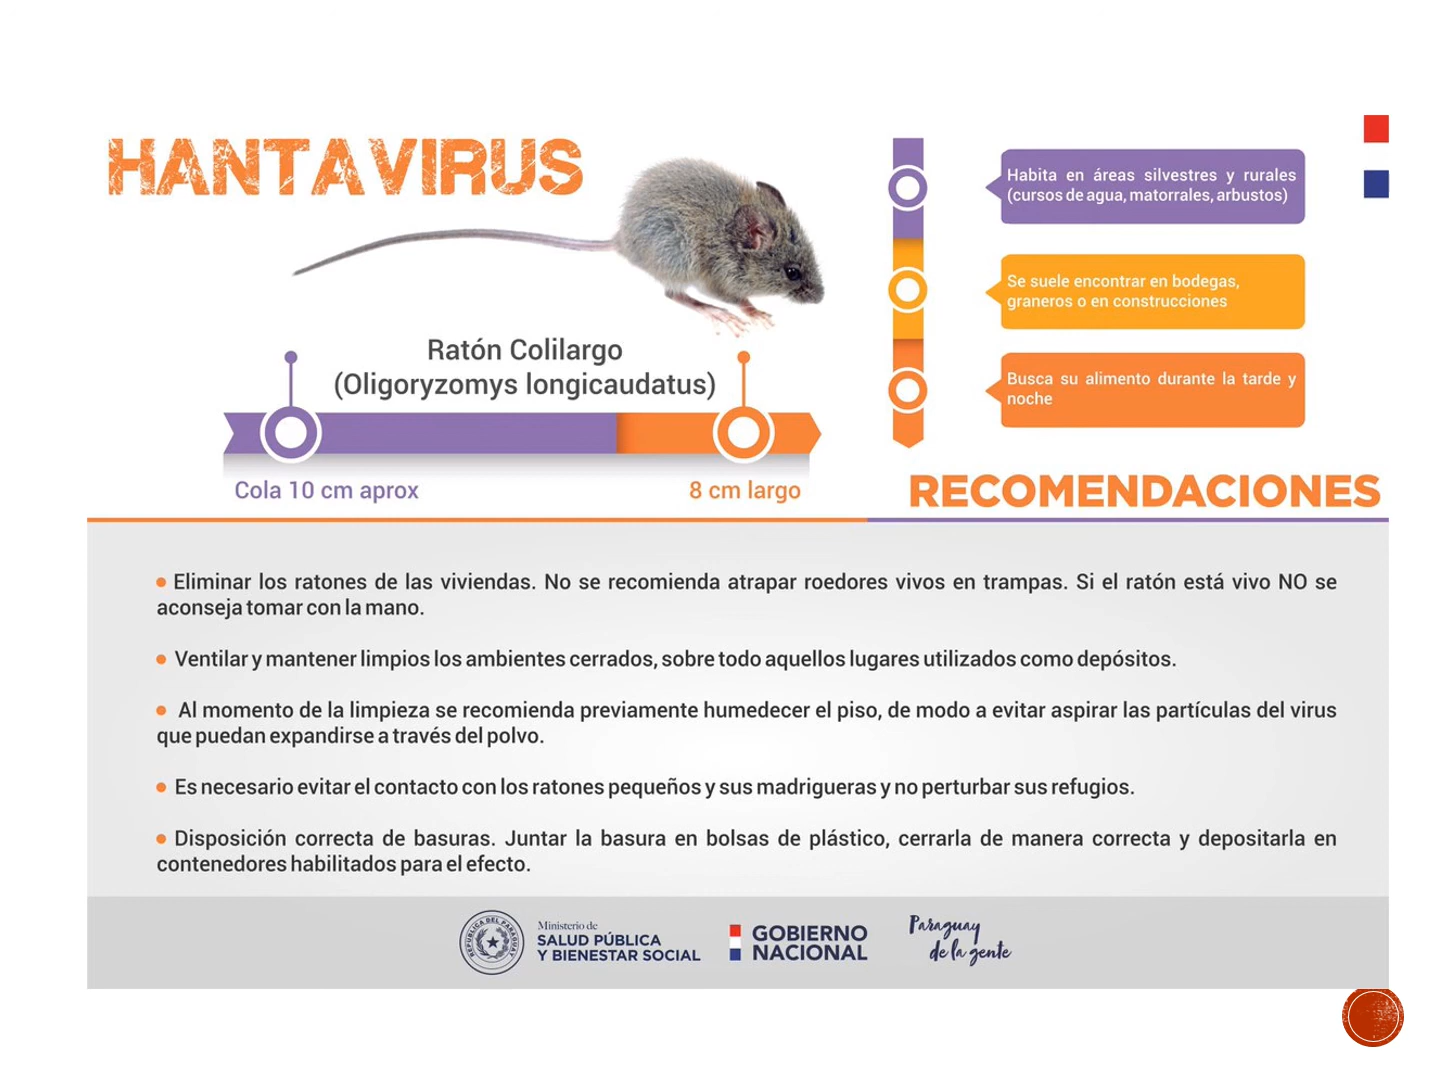 HANTAVIRUS
Ratón Colilargo
(Oligoryzomys longicaudatus)
Cola 10 cm aprox
8 cm largo
Habita en áreas silvestres y rurales
(cursos de agua, matorrales, arbustos)
Se suele encontrar en bodegas,
graneros o en construcciones
Busca su alimento durante la tarde y
noche
RECOMENDACIONES
• Eliminar los ratones de las viviendas. No se recomienda atrapar roedores vivos en trampas. Si el ratón está vivo NO se
aconseja tomar con la mano.
• Ventilar y mantener limpios los ambientes cerrados, sobre todo aquellos lugares utilizados como depósitos.
• Al momento de la limpieza se recomienda previamente humedecer el piso, de modo a evitar aspirar las partículas del virus
que puedan expandirse a través del polvo.
• Es necesario evitar el contacto con los ratones pequeños y sus madrigueras y no perturbar sus refugios.
• Disposición correcta de basuras. Juntar la basura en bolsas de plástico, cerrarla de manera correcta y depositarla en
contenedores habilitados para el efecto.
REPUBLICA DEL PARAGUAY
Ministerio de
SALUD PÚBLICA
Y BIENESTAR SOCIAL
GOBIERNO
NACIONAL
Paraguay
de la gente